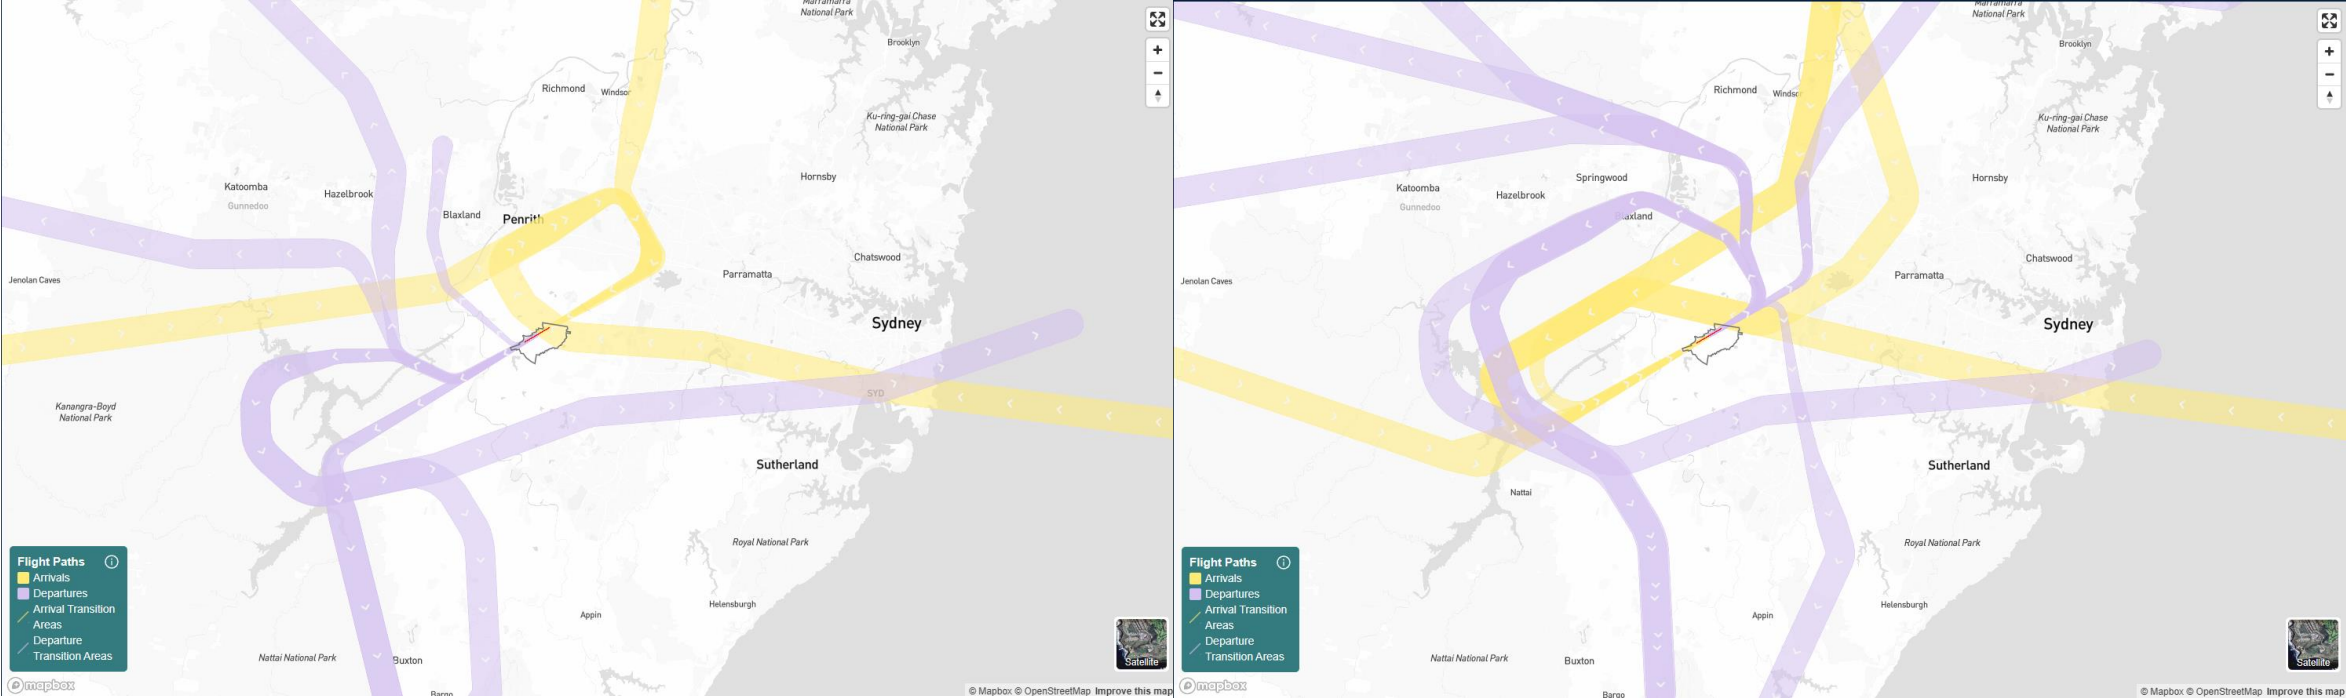 Marramarra
National Park
Brooklyn
Richmond
Windsor
Ku-ring-gai Chase
National Park
Hornsby
Katoomba
Gunnedoo
Hazelbrook
Blaxland
Penrith
Chatswood
Parramatta
Jenolan Caves
Sydney
SYD
Kanangra-Boyd
National Park
Sutherland
Royal National Park
Helensburgh
Appin
Nattai National Park
Buxton
Bargo
Flight Paths
Arrivals
Departures
Arrival Transition
Areas
Departure
Transition Areas
Satellite
mapbox
© Mapbox © OpenStreetMap Improve this map
Marramarra
National Park
Brooklyn
Richmond
Windsor
Ku-ring-gai Chase
National Park
Hornsby
Springwood
Katoomba
Gunnedoo
Hazelbrook
axland
Chatswood
Parramatta
Jenolan Caves
Sydney
Sutherland
Nattai
Royal National Park
Helensburgh
Appin
Nattai National Park
Buxton
Bargo
Flight Paths
Arrivals
Departures
Arrival Transition
Areas
Departure
Transition Areas
Satellite
mapbox
© Mapbox © OpenStreetMap Improve this map